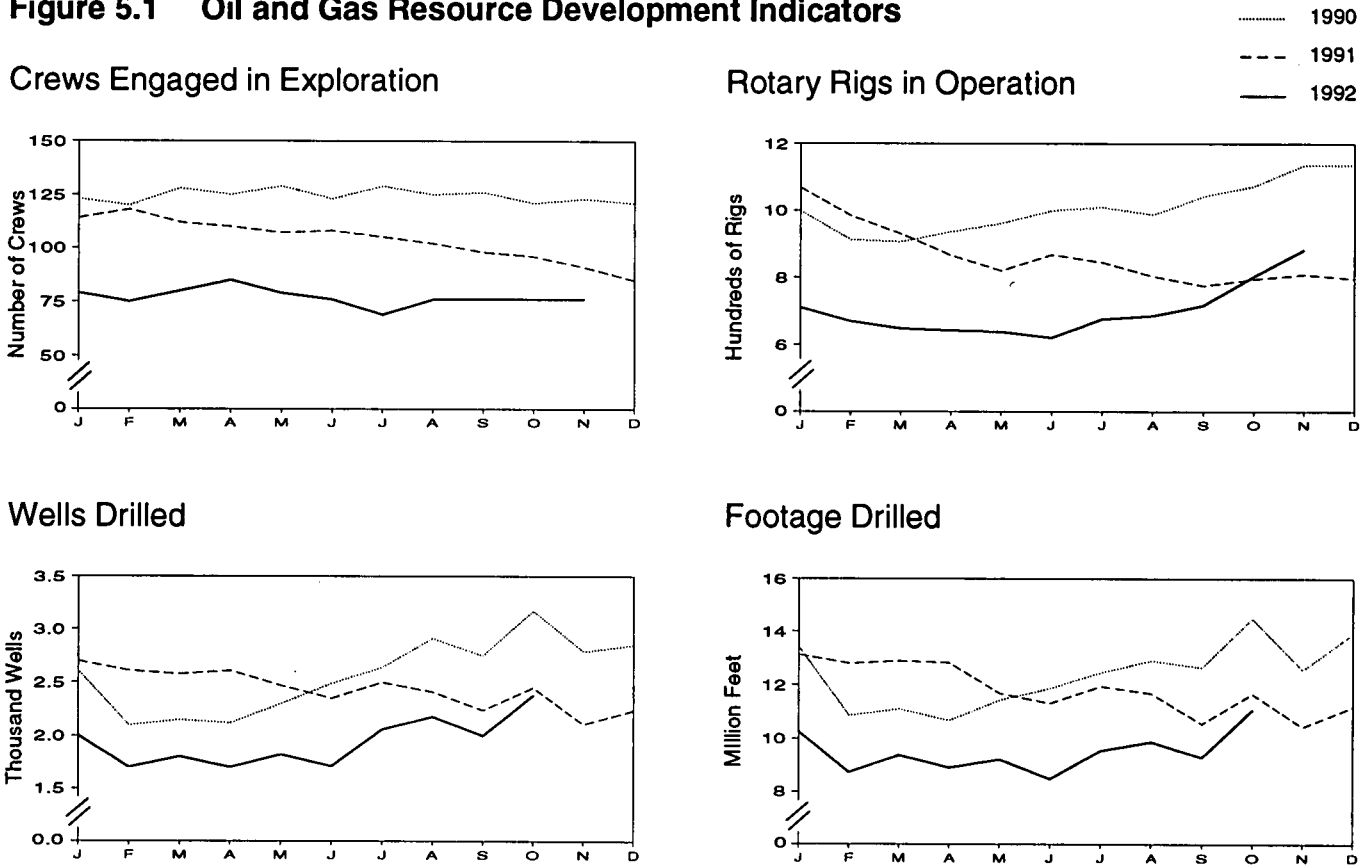 Figure 5.1 Oil and Gas Resource Development Indicators
1990
1991
1992
Crews Engaged in Exploration
Number of Crews
150
125
100
75
50
0
J F M A M J J A S O N D
Rotary Rigs in Operation
Hundreds of Rigs
12
10
8
6
0
J F M A M J J A S O N D
Wells Drilled
Thousand Wells
3.5
3.0
2.5
2.0
1.5
0.0
J F M A M J J A S O N D
Footage Drilled
Million Feet
16
14
12
10
8
0
J F M A M J J A S O N D